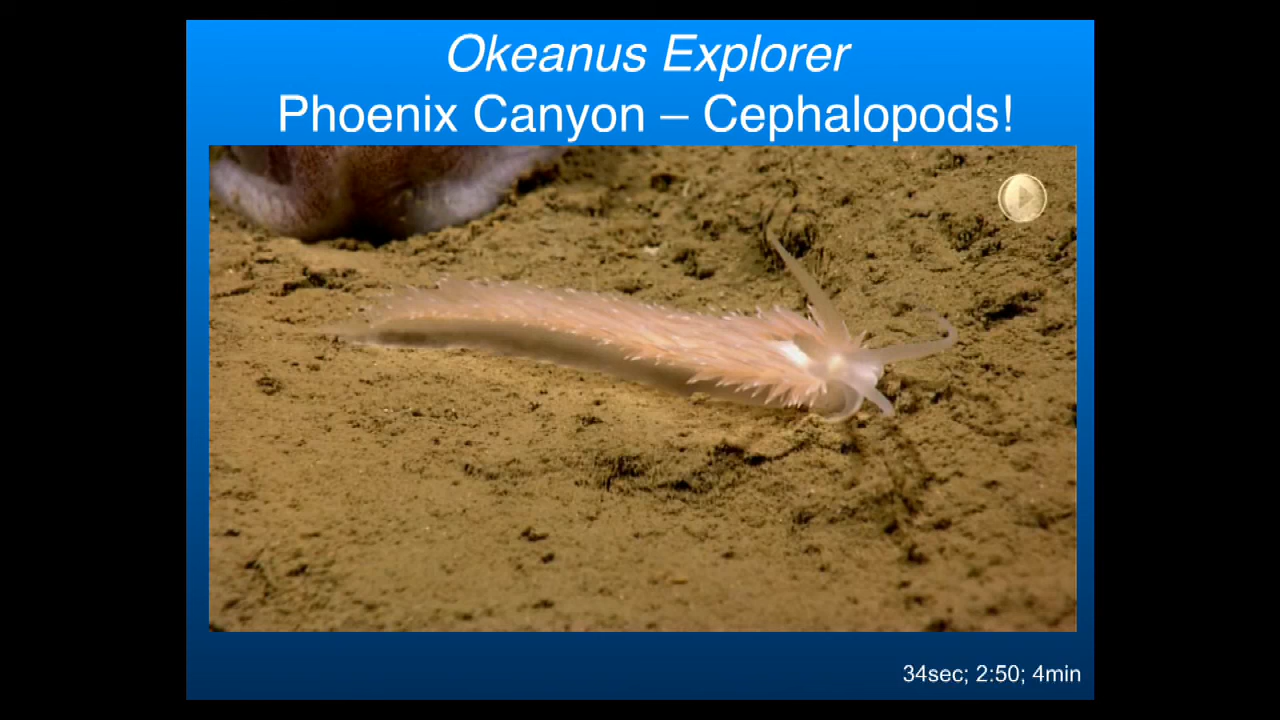 Okeanus Explorer
Phoenix Canyon – Cephalopods!
34sec; 2:50; 4min